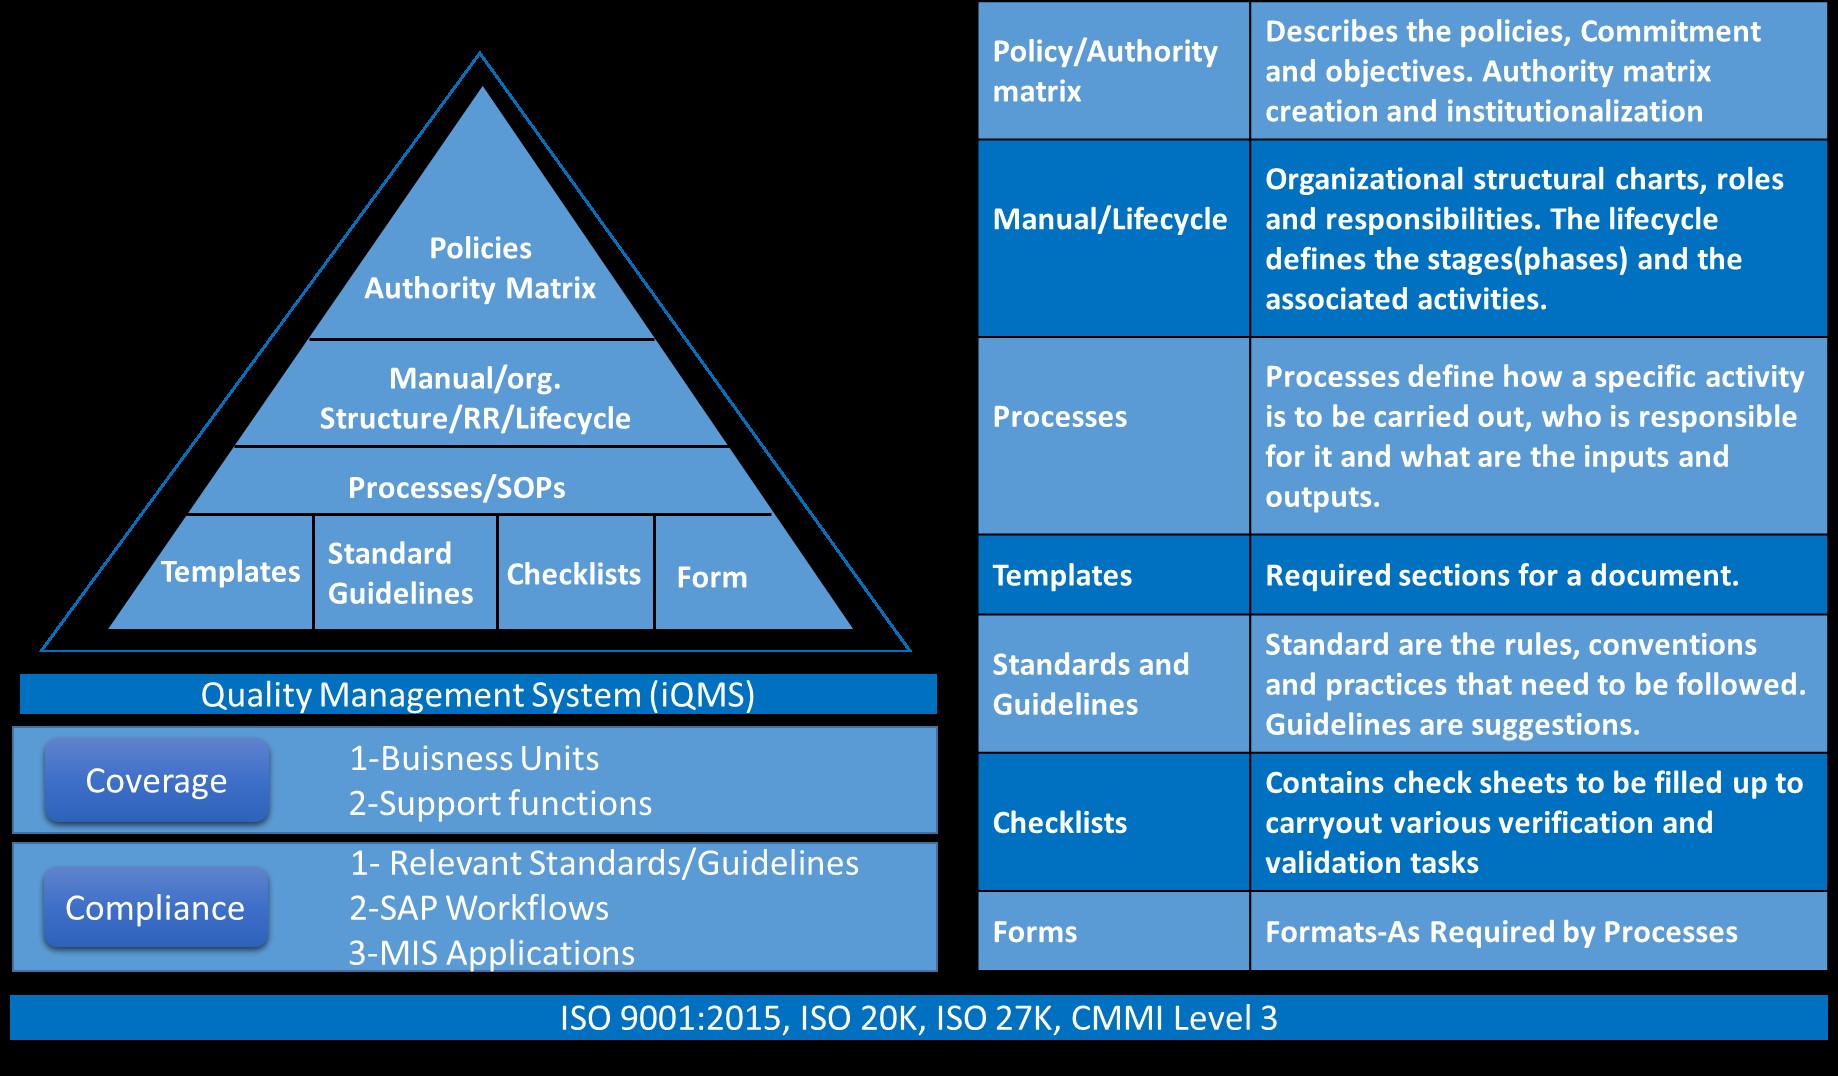 Policies
Authority Matrix
Manual/org.
Structure/RR/Lifecycle
Processes/SOPs
Templates
Standard
Guidelines
Checklists
Form
Quality Management System (iQMS)
Coverage
1-Buisness Units
2-Support functions
Compliance
1- Relevant Standards/Guidelines
2-SAP Workflows
3-MIS Applications
Policy/Authority
matrix
Describes the policies, Commitment
and objectives. Authority matrix
creation and institutionalization
Manual/Lifecycle
Organizational structural charts, roles
and responsibilities. The lifecycle
defines the stages(phases) and the
associated activities.
Processes
Processes define how a specific activity
is to be carried out, who is responsible
for it and what are the inputs and
outputs.
Templates
Required sections for a document.
Standards and
Guidelines
Standard are the rules, conventions
and practices that need to be followed.
Guidelines are suggestions.
Checklists
Contains check sheets to be filled up to
carryout various verification and
validation tasks
Forms
Formats-As Required by Processes
ISO 9001:2015, ISO 20K, ISO 27K, CMMI Level 3